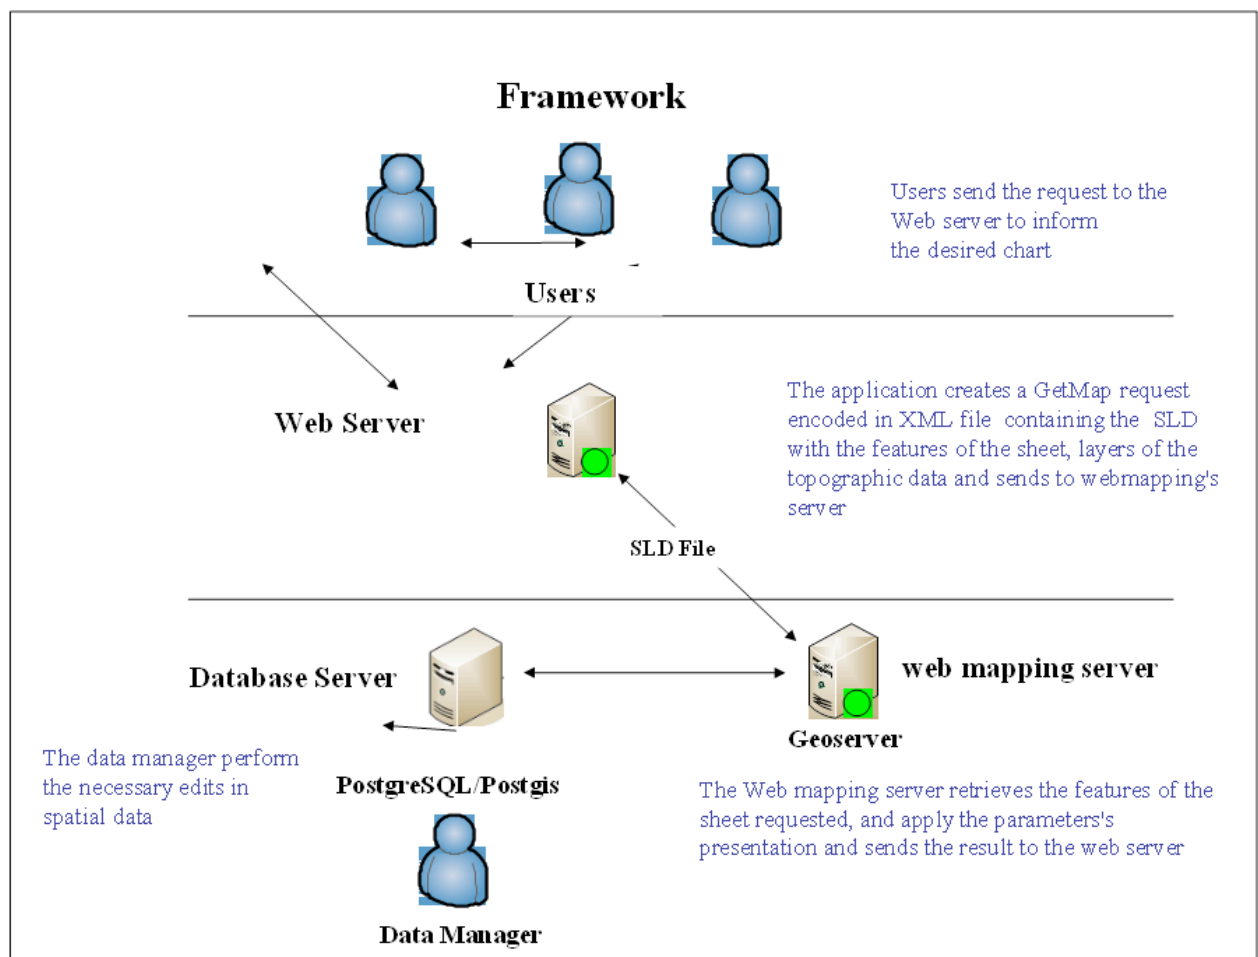 Framework
Users send the request to the
Web server to inform
the desired chart
Users
Web Server
The application creates a GetMap request
encoded in XML file containing the SLD
with the features of the sheet, layers of the
topographic data and sends to webmapping's
server
SLD File
Database Server
web mapping server
Geoserver
The data manager perform
the necessary edits in
spatial data
PostgreSQL/Postgis
The Web mapping server retrieves the features of the
sheet requested, and apply the parameters's
presentation and sends the result to the web server
Data Manager